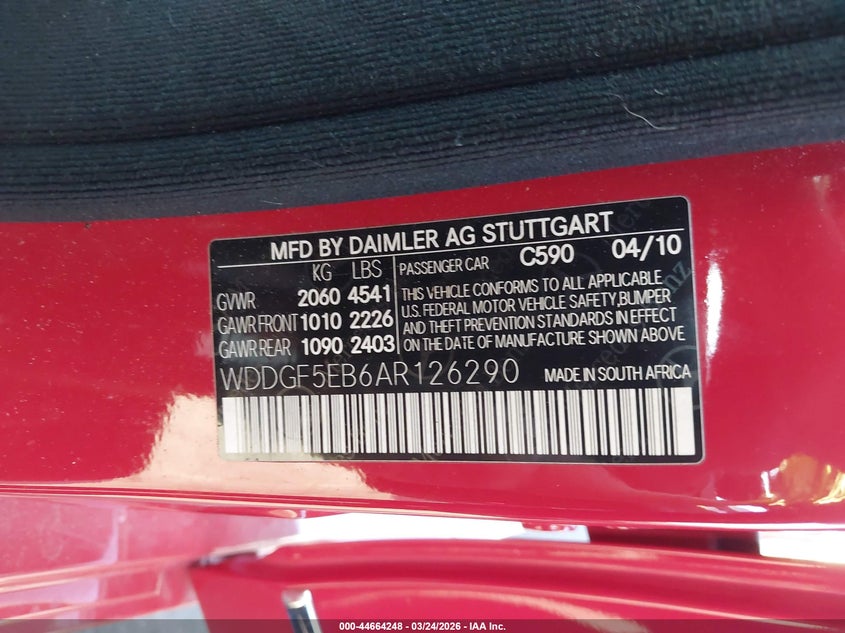 MFD BY DAIMLER AG STUTTGART
KG LBS PASSENGER CAR C590 04/10
GVWR 2060 4541
GAWR FRONT 1010 2226
GAWR REAR 1090 2403
THIS VEHICLE CONFORMS TO ALL APPLICABLE
U.S. FEDERAL MOTOR VEHICLE SAFETY,BUMPER
AND THEFT PREVENTION STANDARDS IN EFFECT
ON THE DATE OF MANUFACTURE SHOWN ABOVE
WDDGF5EB6AR126290 MADE IN SOUTH AFRICA
000-44664248 - 03/24/2026 - IAA Inc.